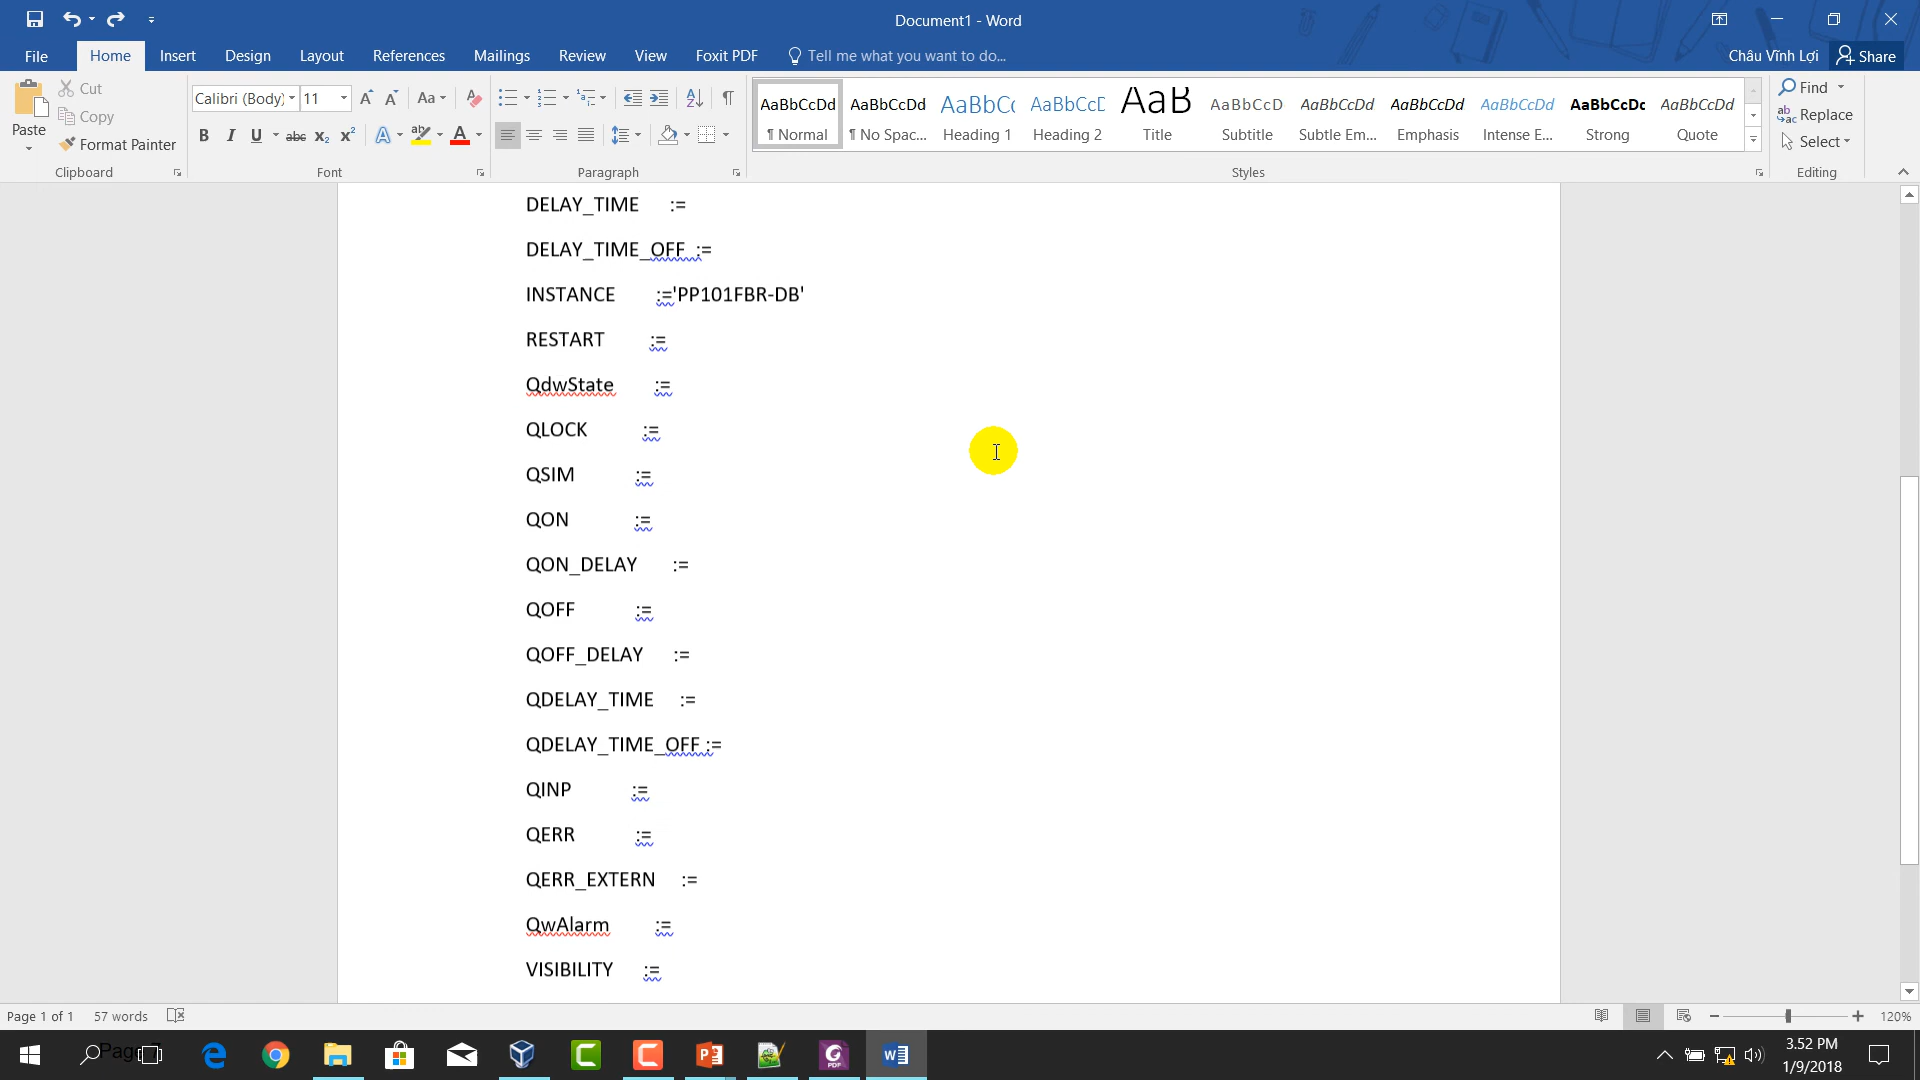 Document1 - Word
File Home Insert Design Layout References Mailings Review View Foxit PDF Tell me what you want to do... Châu Vĩnh Lợi Share
Paste Cut Copy Format Painter
Calibri (Body) 11
AaBbCcDd AaBbCcDd AaBbCc AaBbCcD AaB AaBbCcD AaBbCcDd AaBbCcDd AaBbCcDd AaBbCcDc AaBbCcDd
¶ Normal ¶ No Spac... Heading 1 Heading 2 Title Subtitle Subtle Em... Emphasis Intense E... Strong Quote
Find Replace Select
Clipboard Font Paragraph Styles Editing
DELAY_TIME :=
DELAY_TIME_OFF :=
INSTANCE :='PP101FBR-DB'
RESTART :=
QdwState :=
QLOCK :=
QSIM :=
QON :=
QON_DELAY :=
QOFF :=
QOFF_DELAY :=
QDELAY_TIME :=
QDELAY_TIME_OFF :=
QINP :=
QERR :=
QERR_EXTERN :=
QwAlarm :=
VISIBILITY :=
Page 1 of 1 57 words 120%
3:52 PM
1/9/2018